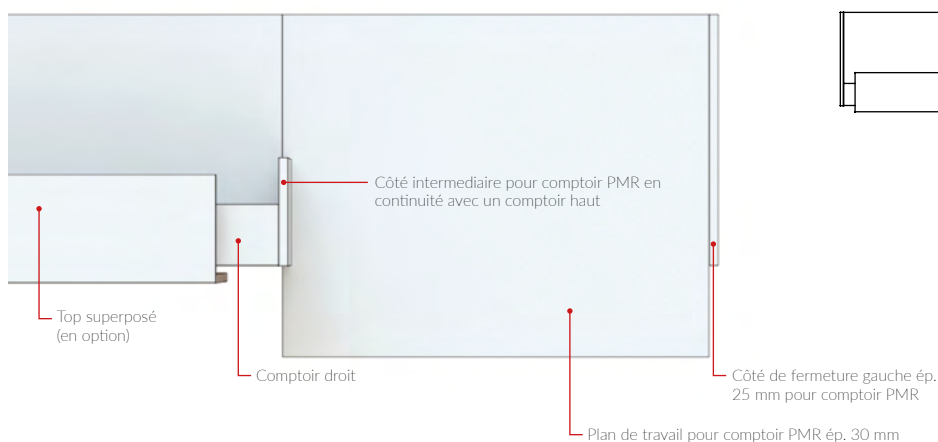 Côté intermediaire pour comptoir PMR en
continuité avec un comptoir haut
Top superposé
(en option)
Comptoir droit
Côté de fermeture gauche ép.
25 mm pour comptoir PMR
Plan de travail pour comptoir PMR ép. 30 mm